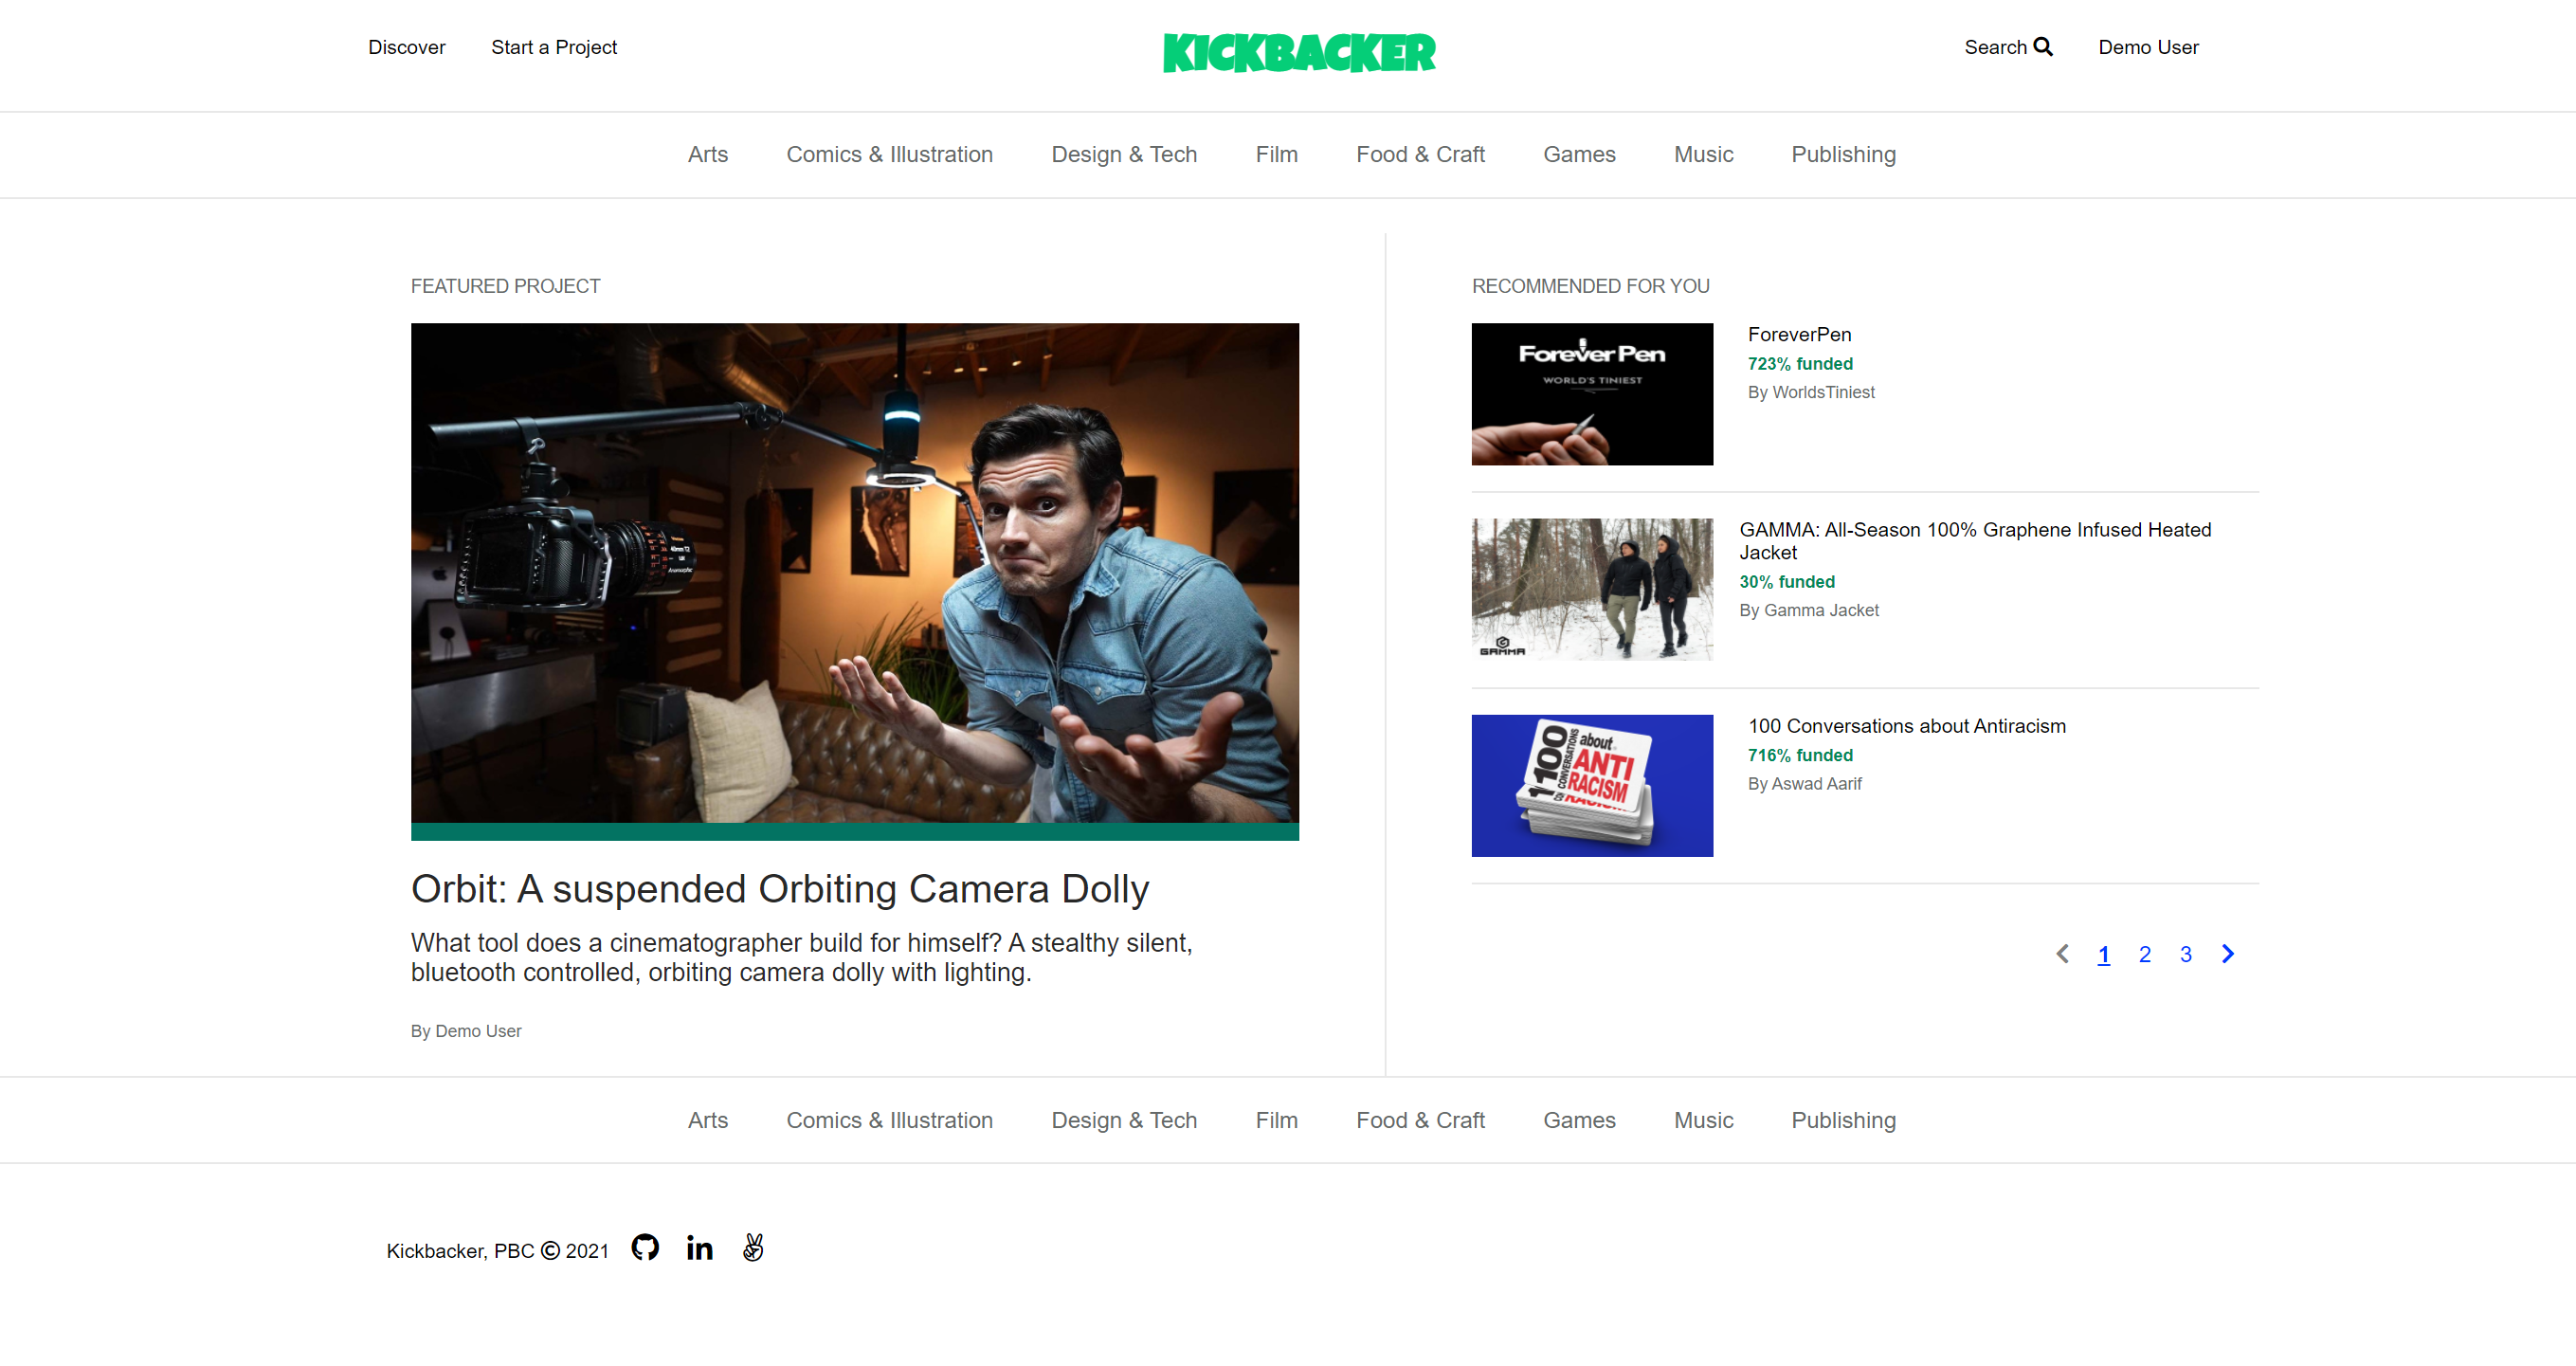 Discover
Start a Project
KICKBACKER
Search
Demo User
Arts
Comics & Illustration
Design & Tech
Film
Food & Craft
Games
Music
Publishing
FEATURED PROJECT
Orbit: A suspended Orbiting Camera Dolly
What tool does a cinematographer build for himself? A stealthy silent,
bluetooth controlled, orbiting camera dolly with lighting.
By Demo User
RECOMMENDED FOR YOU
Forever Pen
WORLD'S TINIEST
ForeverPen
723% funded
By WorldsTiniest
GAMMA
GAMMA: All-Season 100% Graphene Infused Heated
Jacket
30% funded
By Gamma Jacket
100
CONVERSATIONS
about
ANTI
RACISM
100 Conversations about Antiracism
716% funded
By Aswad Aarif
1
2
3
Arts
Comics & Illustration
Design & Tech
Film
Food & Craft
Games
Music
Publishing
Kickbacker, PBC © 2021
in